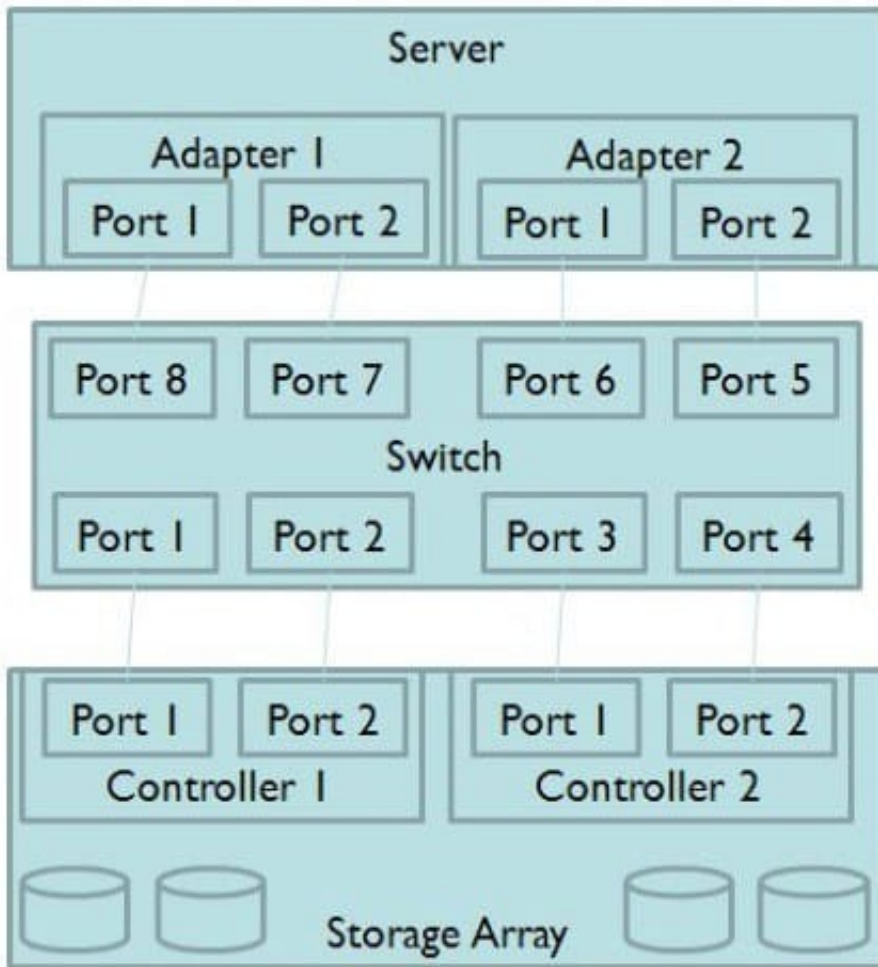 Server
Adapter 1 Adapter 2
Port 1 Port 2 Port 1 Port 2
Port 8 Port 7 Port 6 Port 5
Switch
Port 1 Port 2 Port 3 Port 4
Port 1 Port 2 Port 1 Port 2
Controller 1 Controller 2
Storage Array